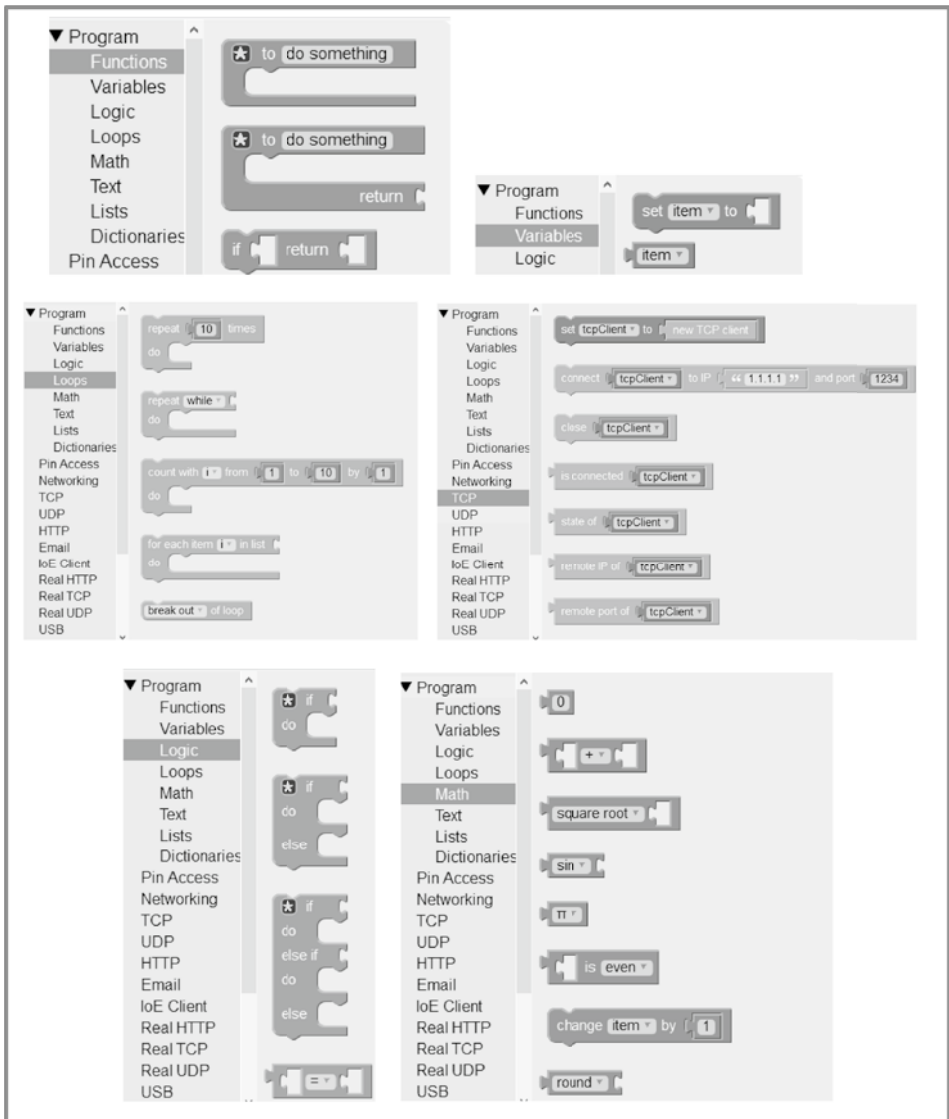 Program
Functions
Variables
Logic
Loops
Math
Text
Lists
Dictionaries
Pin Access
to do something
to do something
return
if return
Program
Functions
Variables
Logic
set item to
item
Program
Functions
Variables
Logic
Loops
Math
Text
Lists
Dictionaries
Pin Access
Networking
TCP
UDP
HTTP
Email
IoE Client
Real HTTP
Real TCP
Real UDP
USB
repeat 10 times
do
repeat while
do
count with i from 1 to 10 by 1
do
for each item i in list
do
break out of loop
Program
Functions
Variables
Logic
Loops
Math
Text
Lists
Dictionaries
Pin Access
Networking
TCP
UDP
HTTP
Email
IoE Client
Real HTTP
Real TCP
Real UDP
USB
set tcpClient to new TCP client
connect tcpClient to IP “ 1.1.1.1 ” and port 1234
close tcpClient
is connected tcpClient
state of tcpClient
remote IP of tcpClient
remote port of tcpClient
Program
Functions
Variables
Logic
Loops
Math
Text
Lists
Dictionaries
Pin Access
Networking
TCP
UDP
HTTP
Email
IoE Client
Real HTTP
Real TCP
Real UDP
USB
if
do
if
do
else
if
do
else if
do
else
=
Program
Functions
Variables
Logic
Loops
Math
Text
Lists
Dictionaries
Pin Access
Networking
TCP
UDP
HTTP
Email
IoE Client
Real HTTP
Real TCP
Real UDP
USB
0
+
square root
sin
π
is even
change item by 1
round